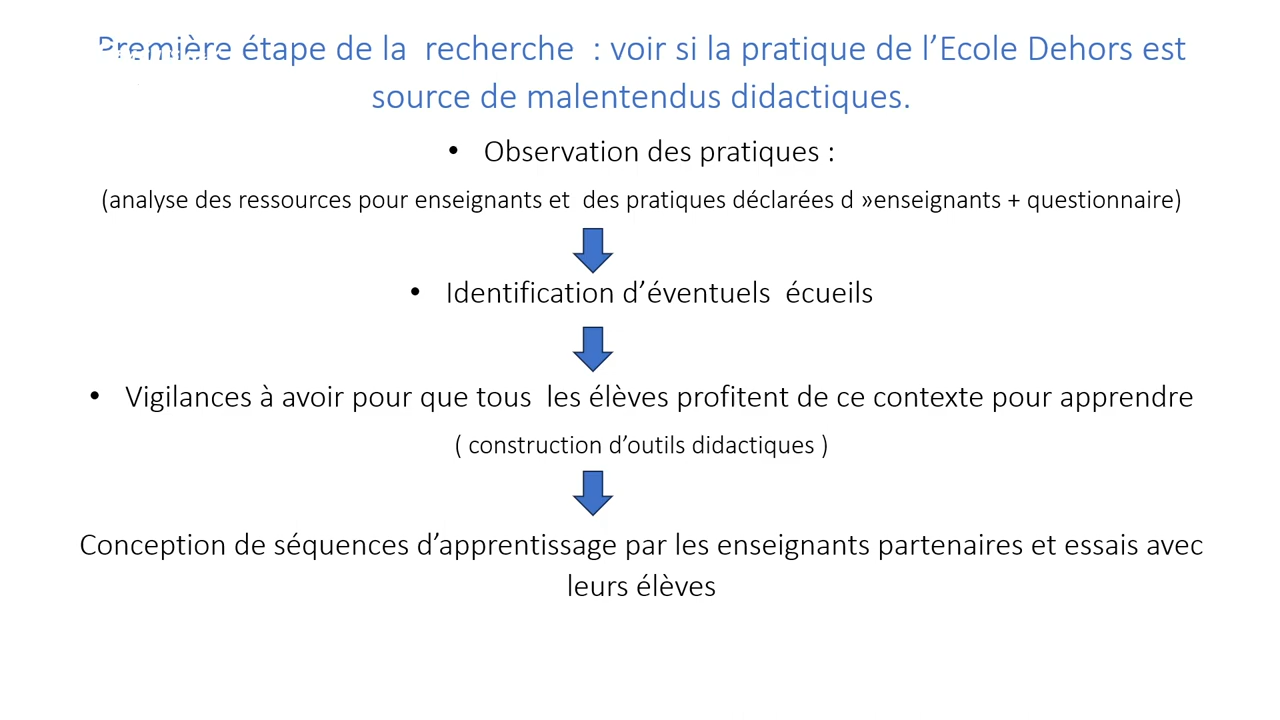 Première étape de la  recherche  : voir si la pratique de l’Ecole Dehors est
source de malentendus didactiques.
• Observation des pratiques :
(analyse des ressources pour enseignants et  des pratiques déclarées d »enseignants + questionnaire)
• Identification d’éventuels  écueils
• Vigilances à avoir pour que tous  les élèves profitent de ce contexte pour apprendre
( construction d’outils didactiques )
Conception de séquences d’apprentissage par les enseignants partenaires et essais avec
leurs élèves